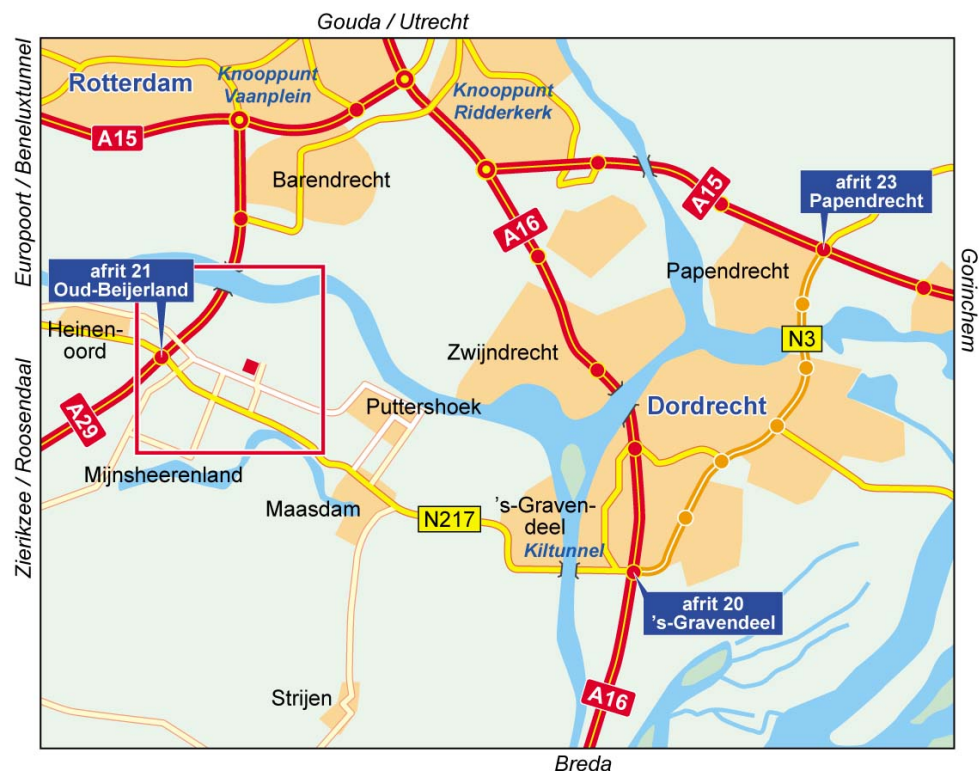 Gouda / Utrecht
Europoort / Beneluxtunnel
Zierikzee / Roosendaal
Gorinchem
Breda
Rotterdam
Knooppunt
Vaanplein
Knooppunt
Ridderkerk
A15
Barendrecht
A15
A16
afrit 23
Papendrecht
afrit 21
Oud-Beijerland
Papendrecht
Heinen-
oord
N3
Zwijndrecht
A29
Puttershoek
Dordrecht
Mijnsheerenland
Maasdam
N217
’s-Graven-
deel
Kiltunnel
afrit 20
’s-Gravendeel
Strijen
A16